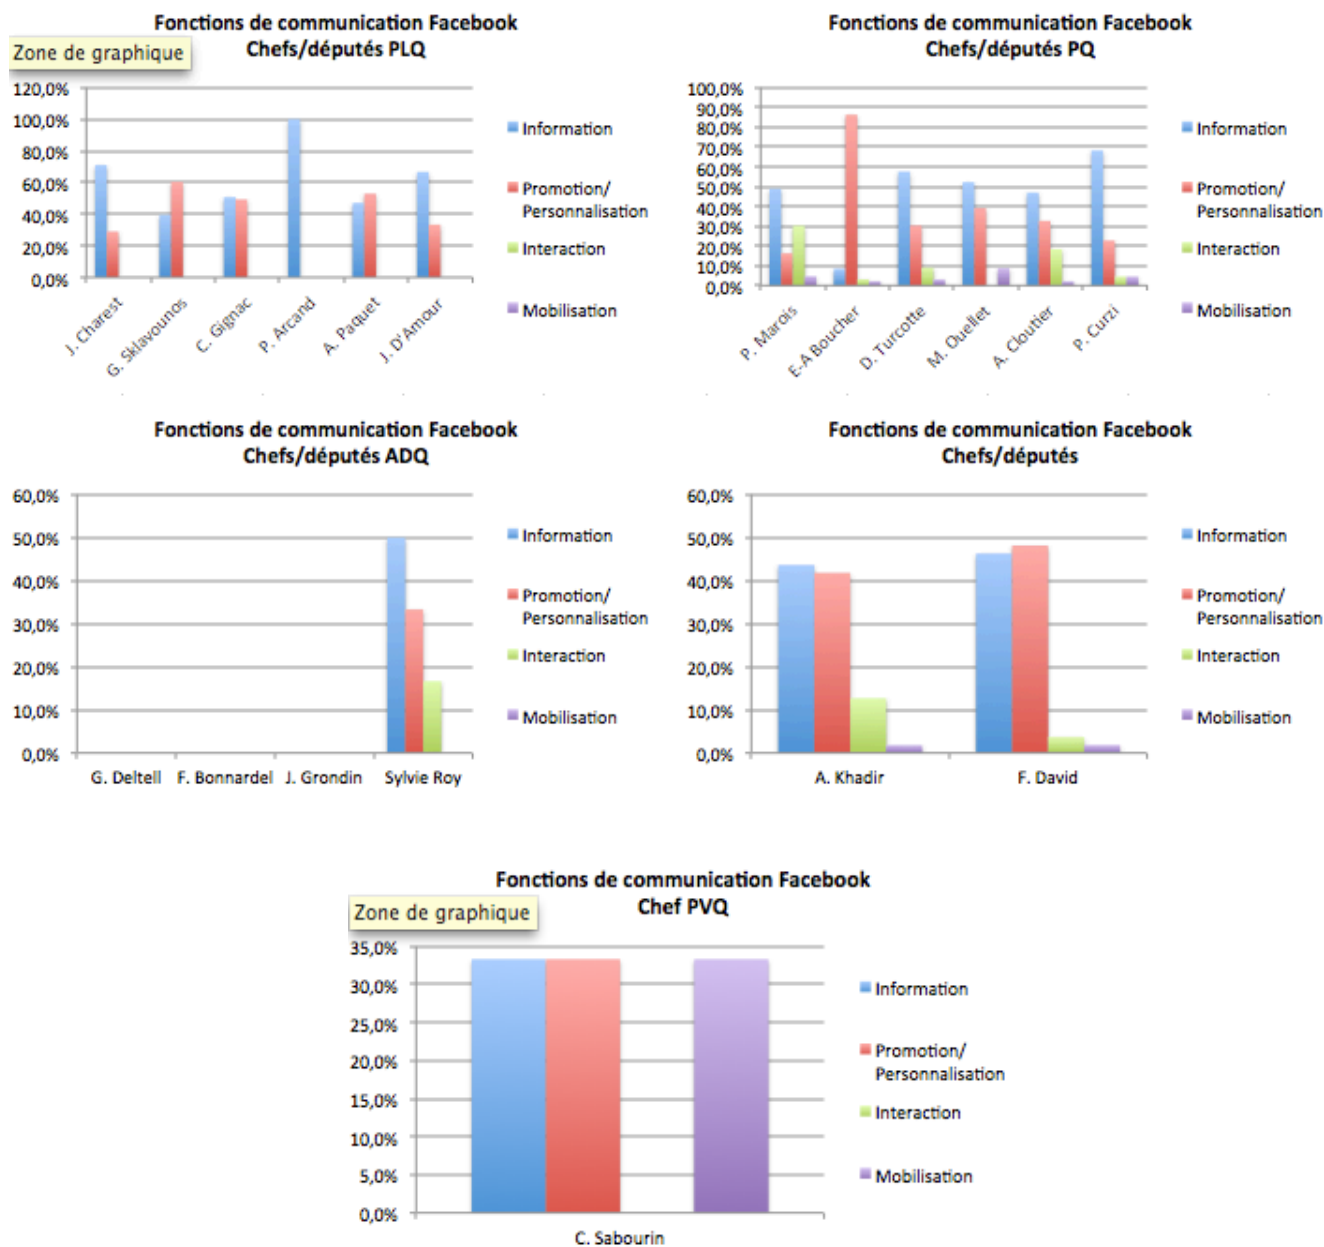 Fonctions de communication Facebook
Chefs/députés PLQ
Zone de graphique
120,0%
100,0%
80,0%
60,0%
40,0%
20,0%
0,0%
J. Charest
G. Sklavounos
C. Gignac
P. Arcand
A. Paquet
J. D'Amour
Information
Promotion/
Personnalisation
Interaction
Mobilisation
Fonctions de communication Facebook
Chefs/députés PQ
100,0%
90,0%
80,0%
70,0%
60,0%
50,0%
40,0%
30,0%
20,0%
10,0%
0,0%
P. Marois
E-A Boucher
D. Turcotte
M. Ouellet
A. Cloutier
P. Curzi
Information
Promotion/
Personnalisation
Interaction
Mobilisation
Fonctions de communication Facebook
Chefs/députés ADQ
60,0%
50,0%
40,0%
30,0%
20,0%
10,0%
0,0%
G. Deltell F. Bonnardel J. Grondin Sylvie Roy
Information
Promotion/
Personnalisation
Interaction
Mobilisation
Fonctions de communication Facebook
Chefs/députés
60,0%
50,0%
40,0%
30,0%
20,0%
10,0%
0,0%
A. Khadir F. David
Information
Promotion/
Personnalisation
Interaction
Mobilisation
Fonctions de communication Facebook
Chef PVQ
Zone de graphique
35,0%
30,0%
25,0%
20,0%
15,0%
10,0%
5,0%
0,0%
C. Sabourin
Information
Promotion/
Personnalisation
Interaction
Mobilisation